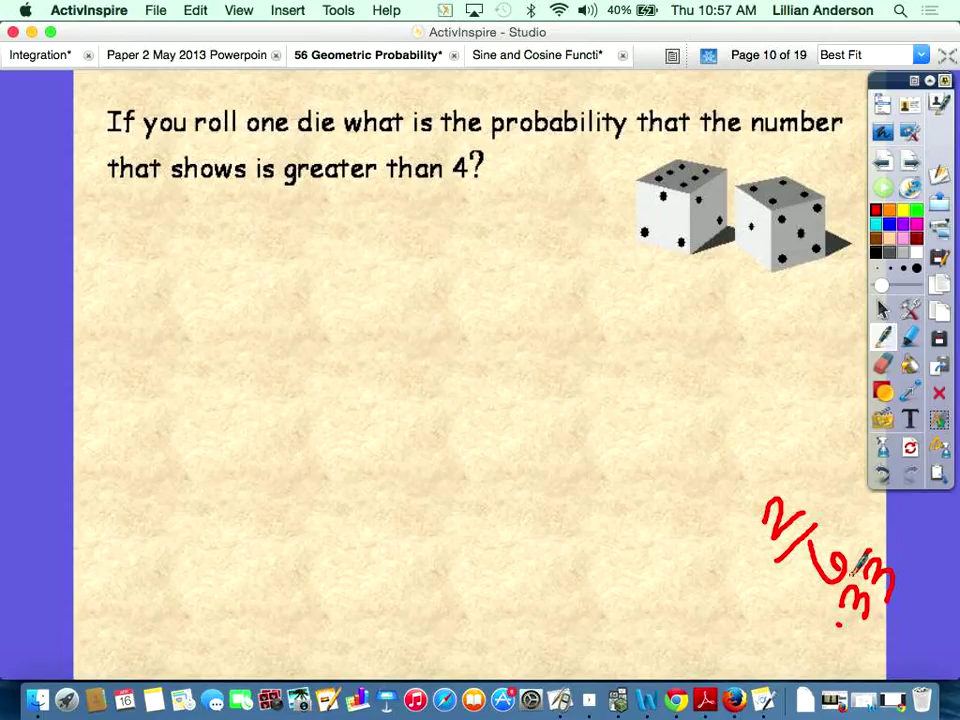 ActivInspire File Edit View Insert Tools Help 40% Thu 10:57 AM Lillian Anderson
ActivInspire - Studio
Integration* Paper 2 May 2013 Powerpoin 56 Geometric Probability* Sine and Cosine Functi* Page 10 of 19 Best Fit
If you roll one die what is the probability that the number
that shows is greater than 4?
2/6
.33